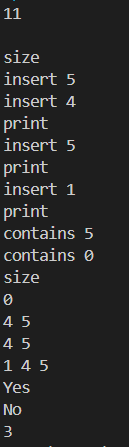 11

size
insert 5
insert 4
print
insert 5
print
insert 1
print
contains 5
contains 0
size
0
4 5
4 5
1 4 5
Yes
No
3